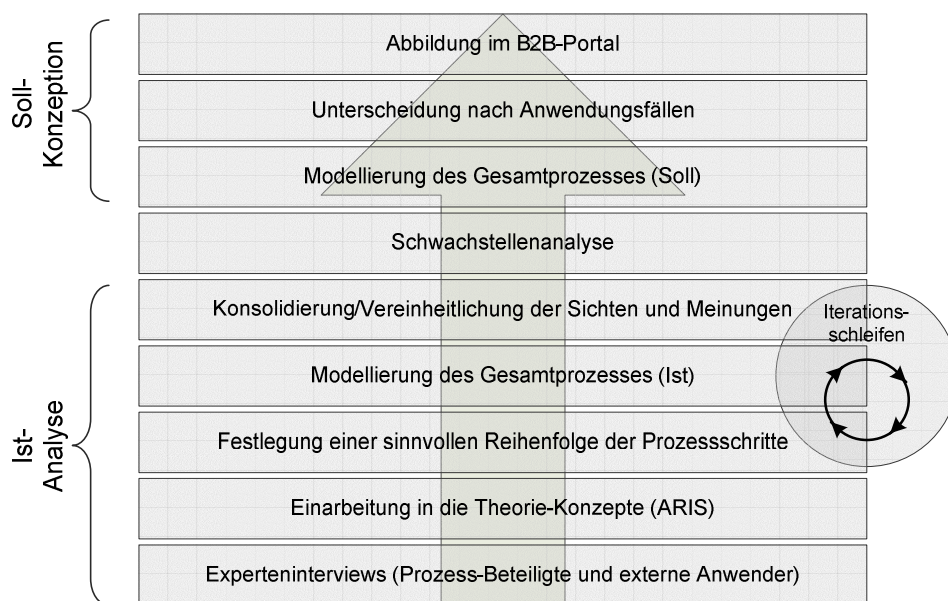 Soll-
Konzeption
Abbildung im B2B-Portal
Unterscheidung nach Anwendungsfällen
Modellierung des Gesamtprozesses (Soll)
Schwachstellenanalyse
Ist-
Analyse
Konsolidierung/Vereinheitlichung der Sichten und Meinungen
Modellierung des Gesamtprozesses (Ist)
Festlegung einer sinnvollen Reihenfolge der Prozessschritte
Einarbeitung in die Theorie-Konzepte (ARIS)
Experteninterviews (Prozess-Beteiligte und externe Anwender)
Iterations-
schleifen